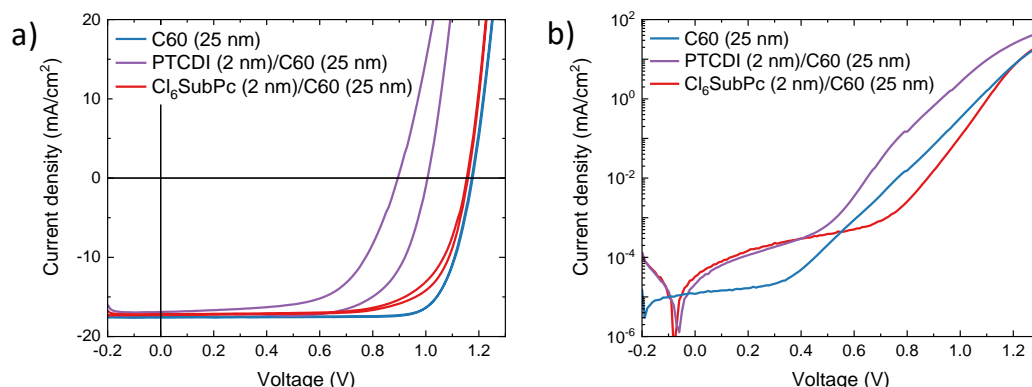 a)
C60 (25 nm)
PTCDI (2 nm)/C60 (25 nm)
Cl₆SubPc (2 nm)/C60 (25 nm)
Current density (mA/cm²)
20
10
0
-10
-20
-0.2 0.0 0.2 0.4 0.6 0.8 1.0 1.2
Voltage (V)
b)
C60 (25 nm)
PTCDI (2 nm)/C60 (25 nm)
Cl₆SubPc (2 nm)/C60 (25 nm)
Current density (mA/cm²)
10²
10⁰
10⁻²
10⁻⁴
10⁻⁶
-0.2 0.0 0.2 0.4 0.6 0.8 1.0 1.2
Voltage (V)